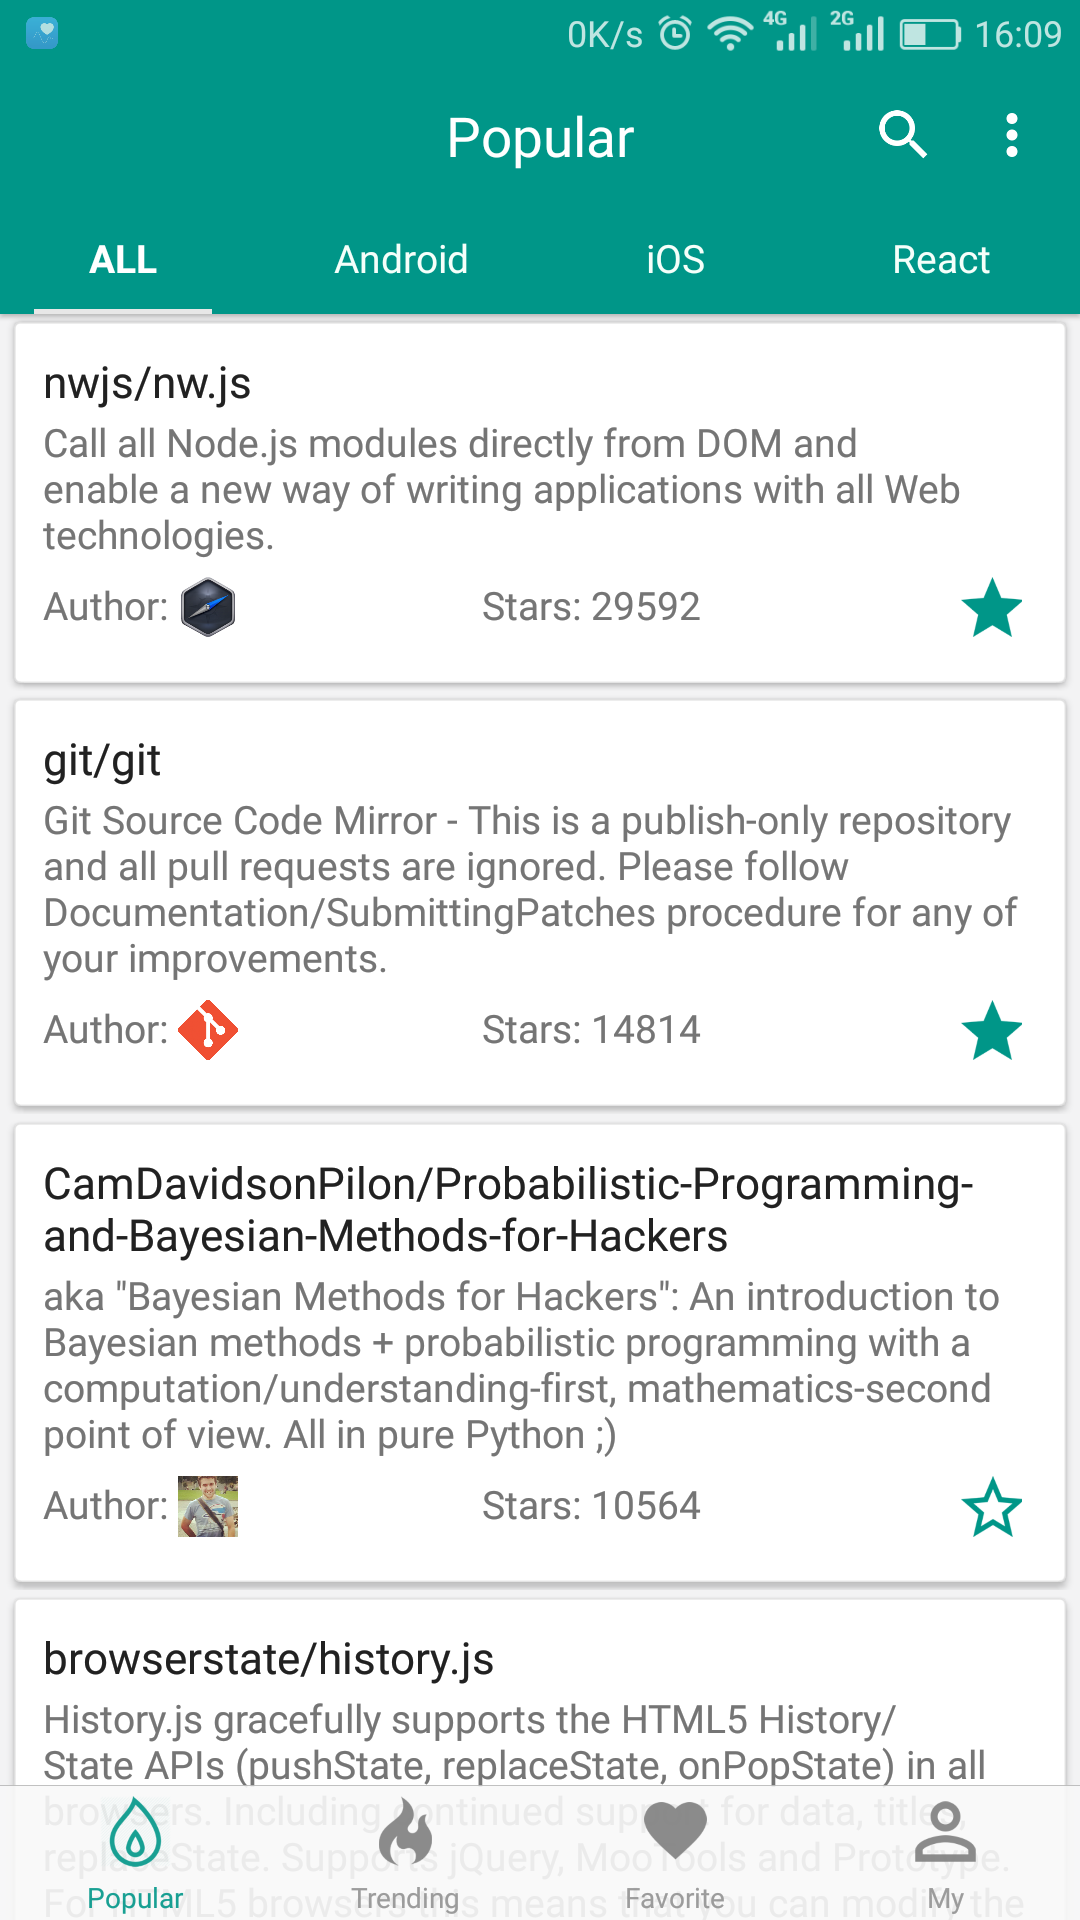 0K/s 4G 2G 16:09
Popular
ALL Android iOS React
nwjs/nw.js
Call all Node.js modules directly from DOM and
enable a new way of writing applications with all Web
technologies.
Author: Stars: 29592
git/git
Git Source Code Mirror - This is a publish-only repository
and all pull requests are ignored. Please follow
Documentation/SubmittingPatches procedure for any of
your improvements.
Author: Stars: 14814
CamDavidsonPilon/Probabilistic-Programming-
and-Bayesian-Methods-for-Hackers
aka "Bayesian Methods for Hackers": An introduction to
Bayesian methods + probabilistic programming with a
computation/understanding-first, mathematics-second
point of view. All in pure Python ;)
Author: Stars: 10564
browserstate/history.js
History.js gracefully supports the HTML5 History/
State APIs (pushState, replaceState, onPopState) in all
browsers. Including continued support for data, titles,
replaceState. Supports jQuery, MooTools and Prototype.
For HTML5 browsers this means that you can modify the
Popular Trending Favorite My